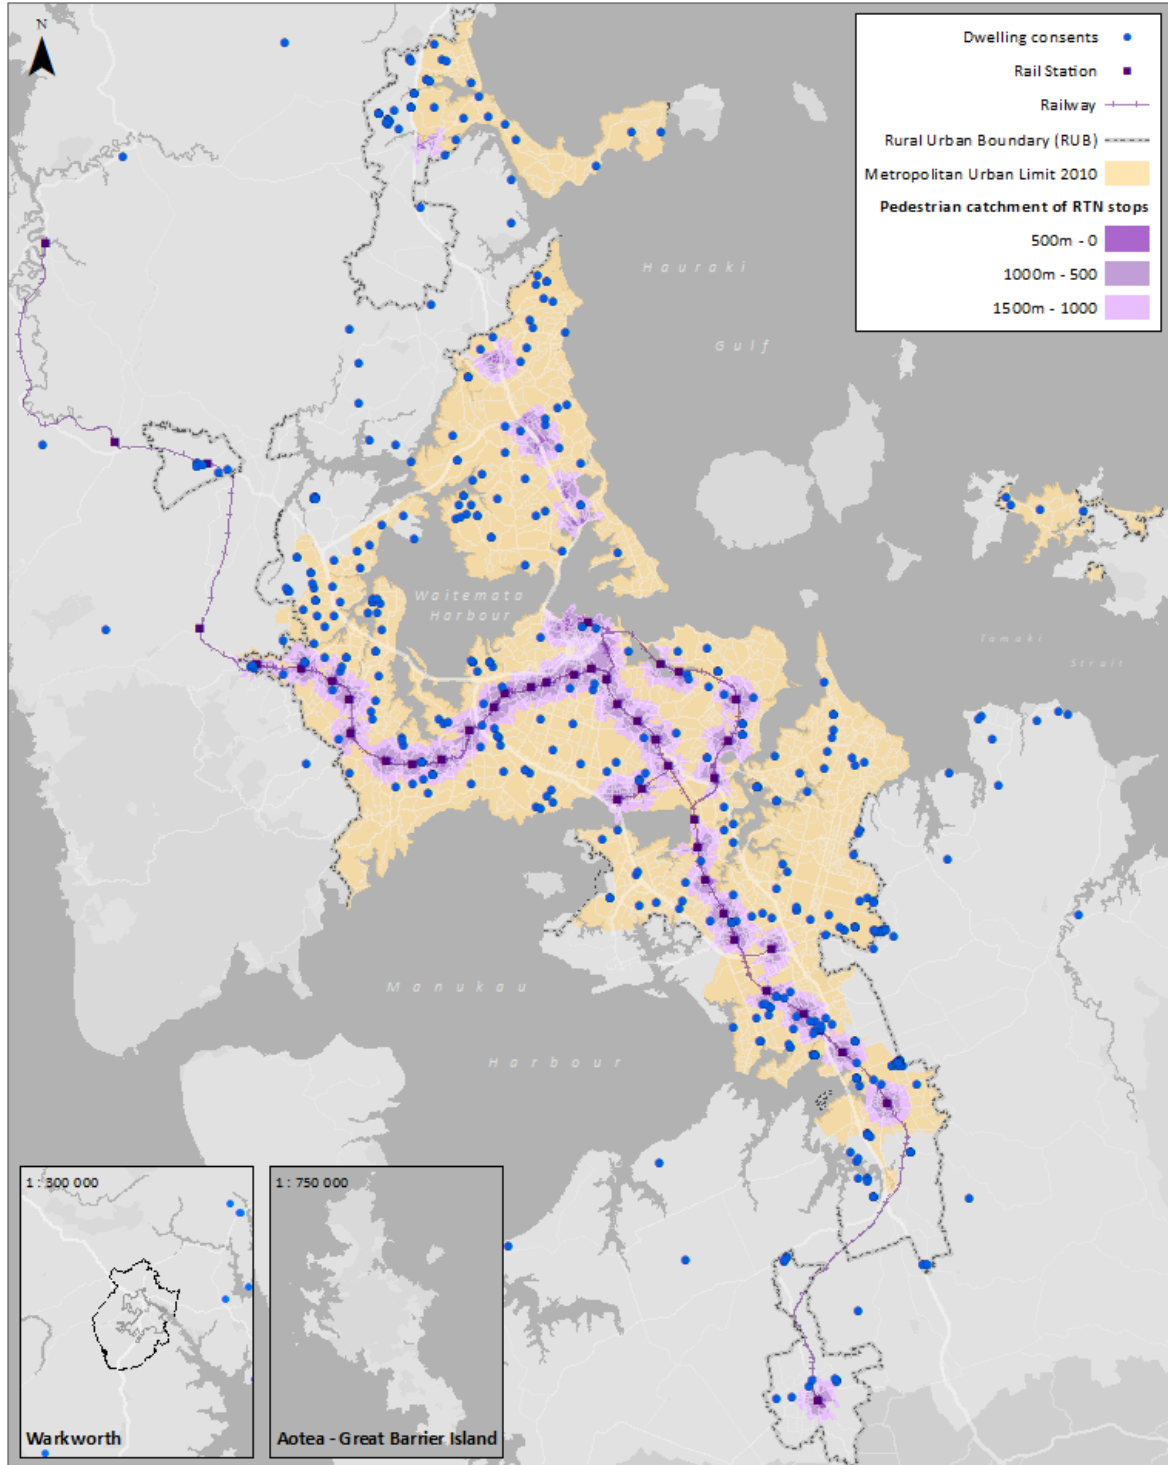 N
Dwelling consents
Rail Station
Railway
Rural Urban Boundary (RUB)
Metropolitan Urban Limit 2010
Pedestrian catchment of RTN stops
500m - 0
1000m - 500
1500m - 1000
Hauraki
Gulf
Waitemata
Harbour
Tamaki
Strait
Manukau
Harbour
1 : 300 000
Warkworth
1 : 750 000
Aotea - Great Barrier Island